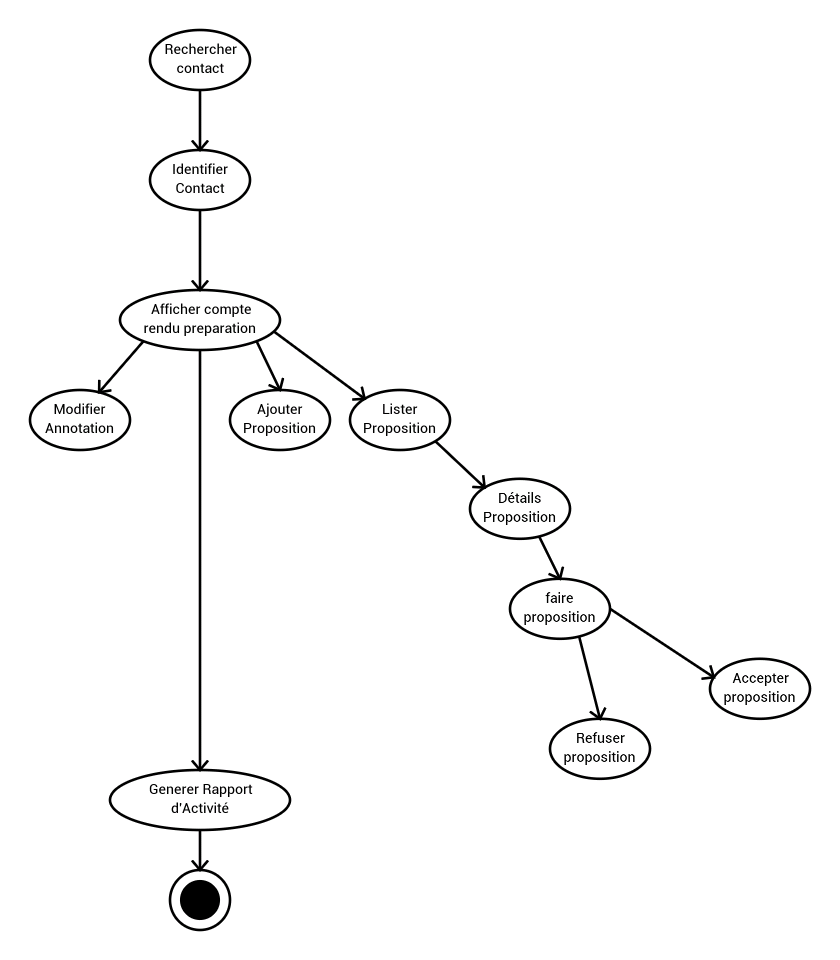 Rechercher
contact
Identifier
Contact
Afficher compte
rendu preparation
Modifier
Annotation
Ajouter
Proposition
Lister
Proposition
Détails
Proposition
faire
proposition
Accepter
proposition
Refuser
proposition
Generer Rapport
d'Activité